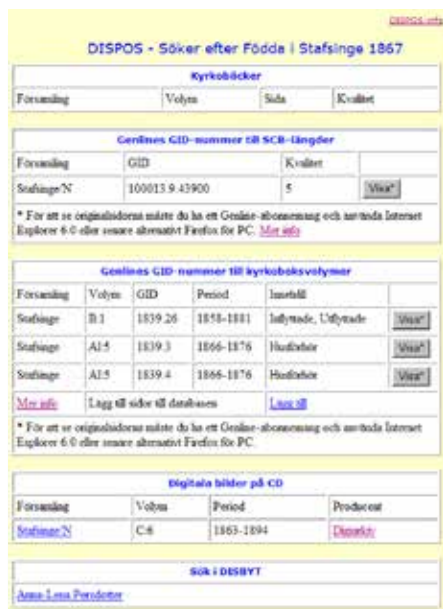 DISPOS-info
DISPOS - Söker efter Födda i Stafsinge 1867
Kyrkoböcker
Församling Volym Sida Kvalitet
Genlines GID-nummer till SCB-längder
Församling GID Kvalitet
Stafsinge/N 100013.9.43900 5 Visa*
* För att se originalsidorna måste du ha ett Genline-abonnemang och använda Internet
Explorer 6.0 eller senare alternativt Firefox för PC. Mer info
Genlines GID-nummer till kyrkoboksvolymer
Församling Volym GID Period Innehåll
Stafsinge B:1 1839.26 1858-1881 Inflyttade, Utflyttade Visa*
Stafsinge AI:5 1839.3 1866-1876 Husförhör Visa*
Stafsinge AI:5 1839.4 1866-1876 Husförhör Visa*
Mer info Lägg till sidor till databasen Lägg till
* För att se originalsidorna måste du ha ett Genline-abonnemang och använda Internet
Explorer 6.0 eller senare alternativt Firefox för PC.
Digitala bilder på CD
Församling Volym Period Producent
Stafsinge/N C:6 1863-1894 Digiarkiv
Sök i DISBYT
Anna-Lena Persdotter